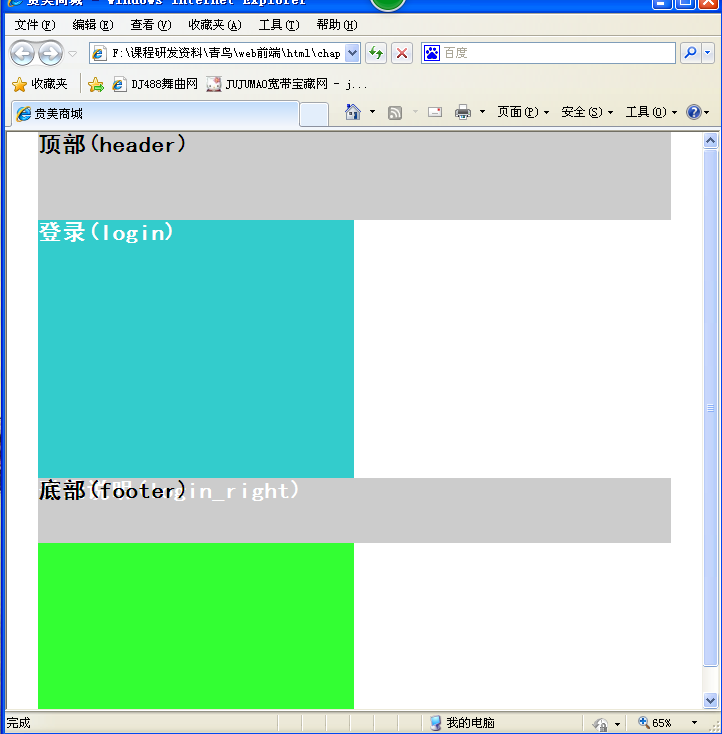 贵美商城 - Windows Internet Explorer
文件(F) 编辑(E) 查看(V) 收藏夹(A) 工具(T) 帮助(H)
F:\课程研发资料\青鸟\web前端\html\chap 百度
收藏夹 DJ488舞曲网 JUJUMAO宽带宝藏网 - j...
贵美商城 页面(P) 安全(S) 工具(O)
顶部(header)
登录(login)
底部(footer) gin_right)
完成 我的电脑 65%